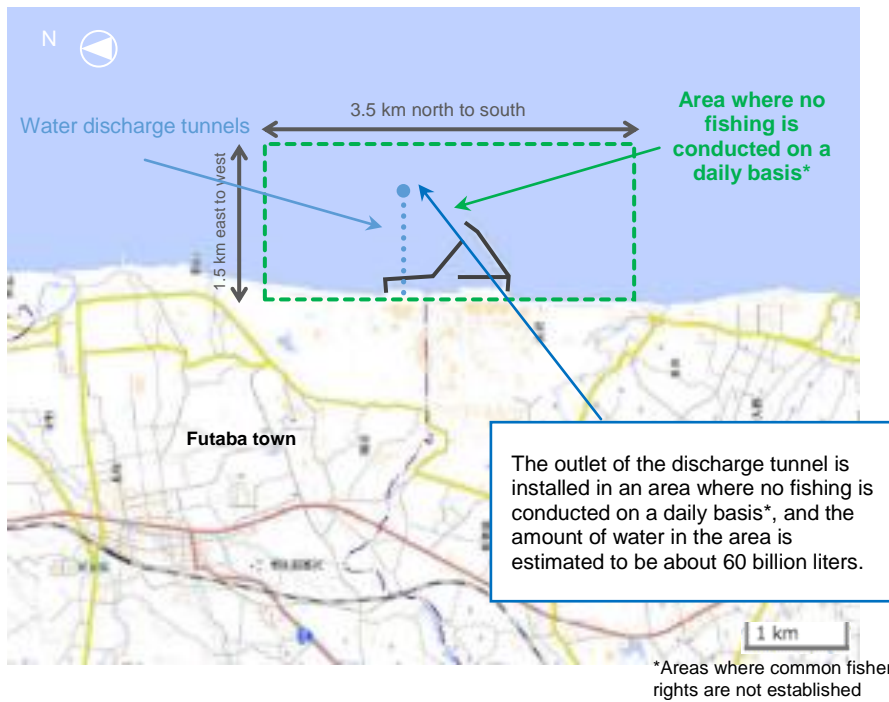 N
3.5 km north to south
Area where no
fishing is
conducted on a
daily basis*
Water discharge tunnels
1.5 km east to west
Futaba town
The outlet of the discharge tunnel is
installed in an area where no fishing is
conducted on a daily basis*, and the
amount of water in the area is
estimated to be about 60 billion liters.
1 km
*Areas where common fisher
rights are not established